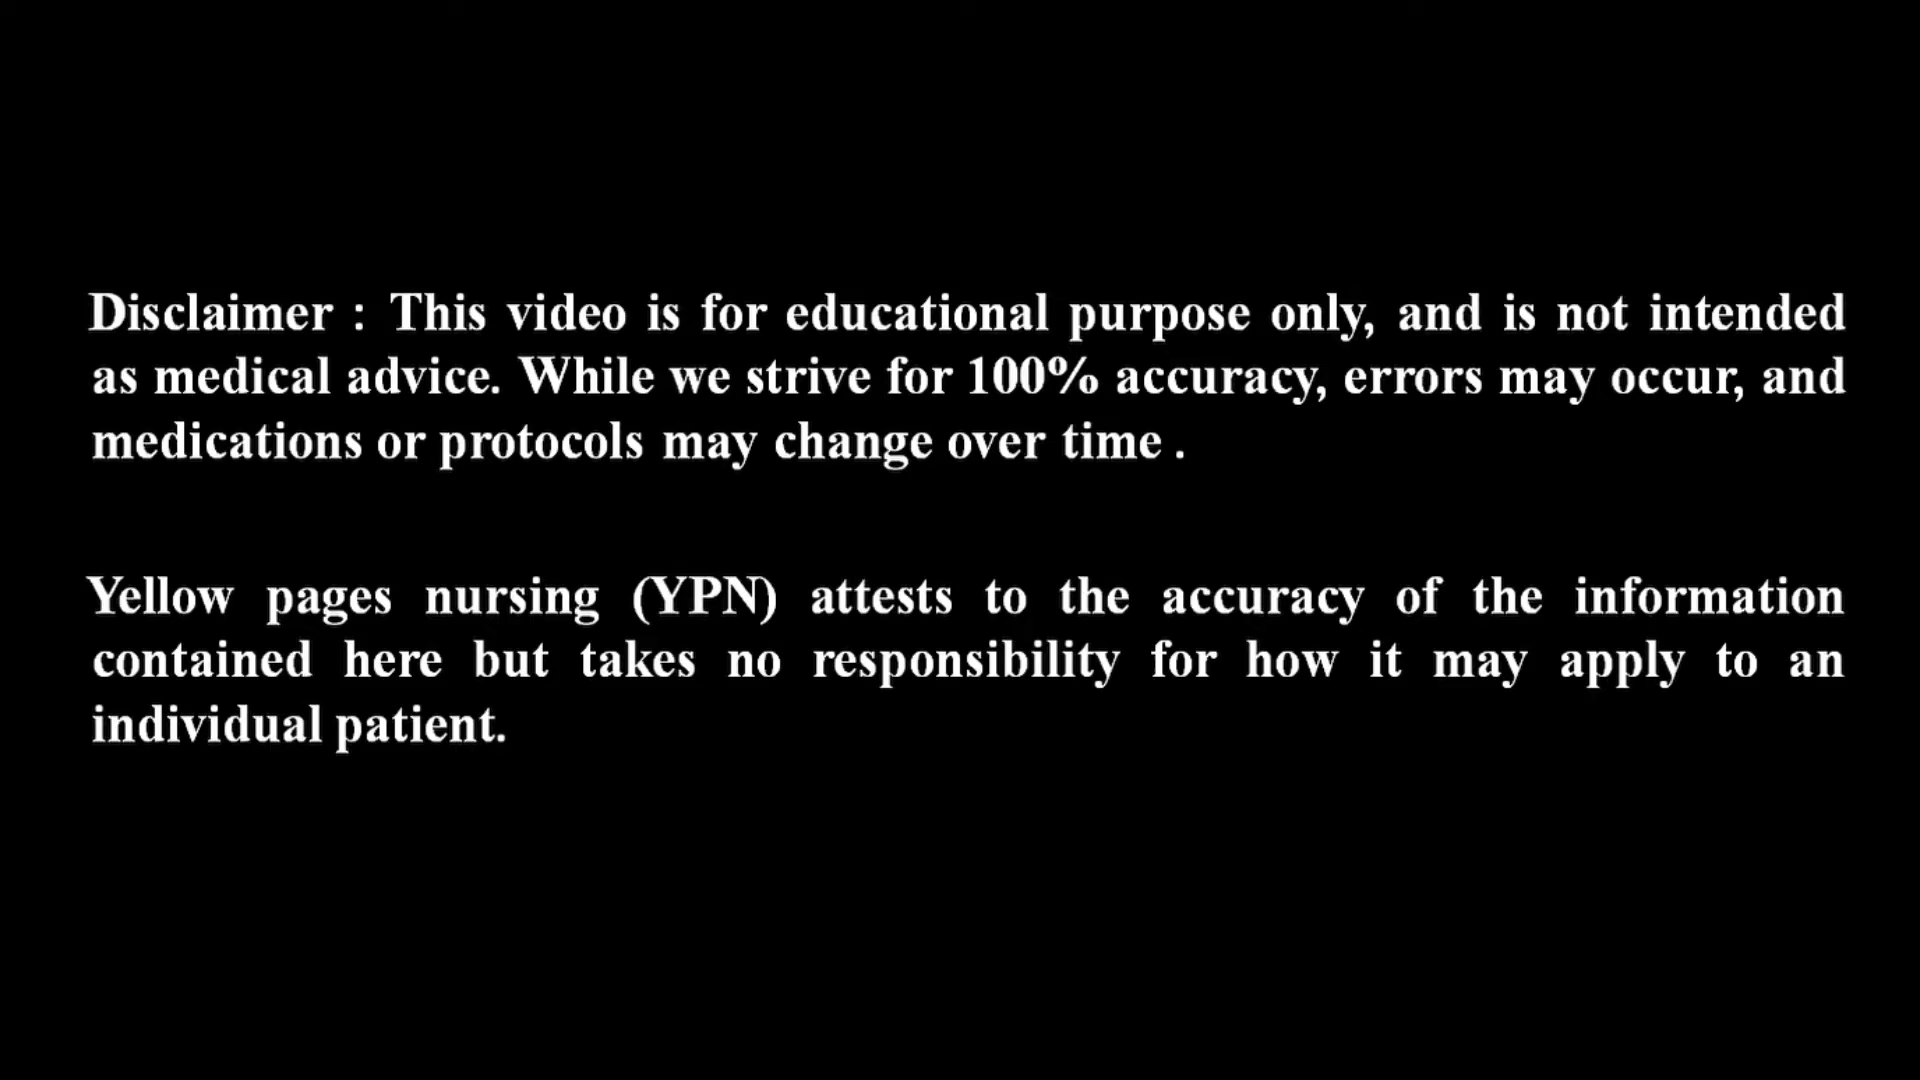 Disclaimer : This video is for educational purpose only, and is not intended
as medical advice. While we strive for 100% accuracy, errors may occur, and
medications or protocols may change over time .
Yellow pages nursing (YPN) attests to the accuracy of the information
contained here but takes no responsibility for how it may apply to an
individual patient.